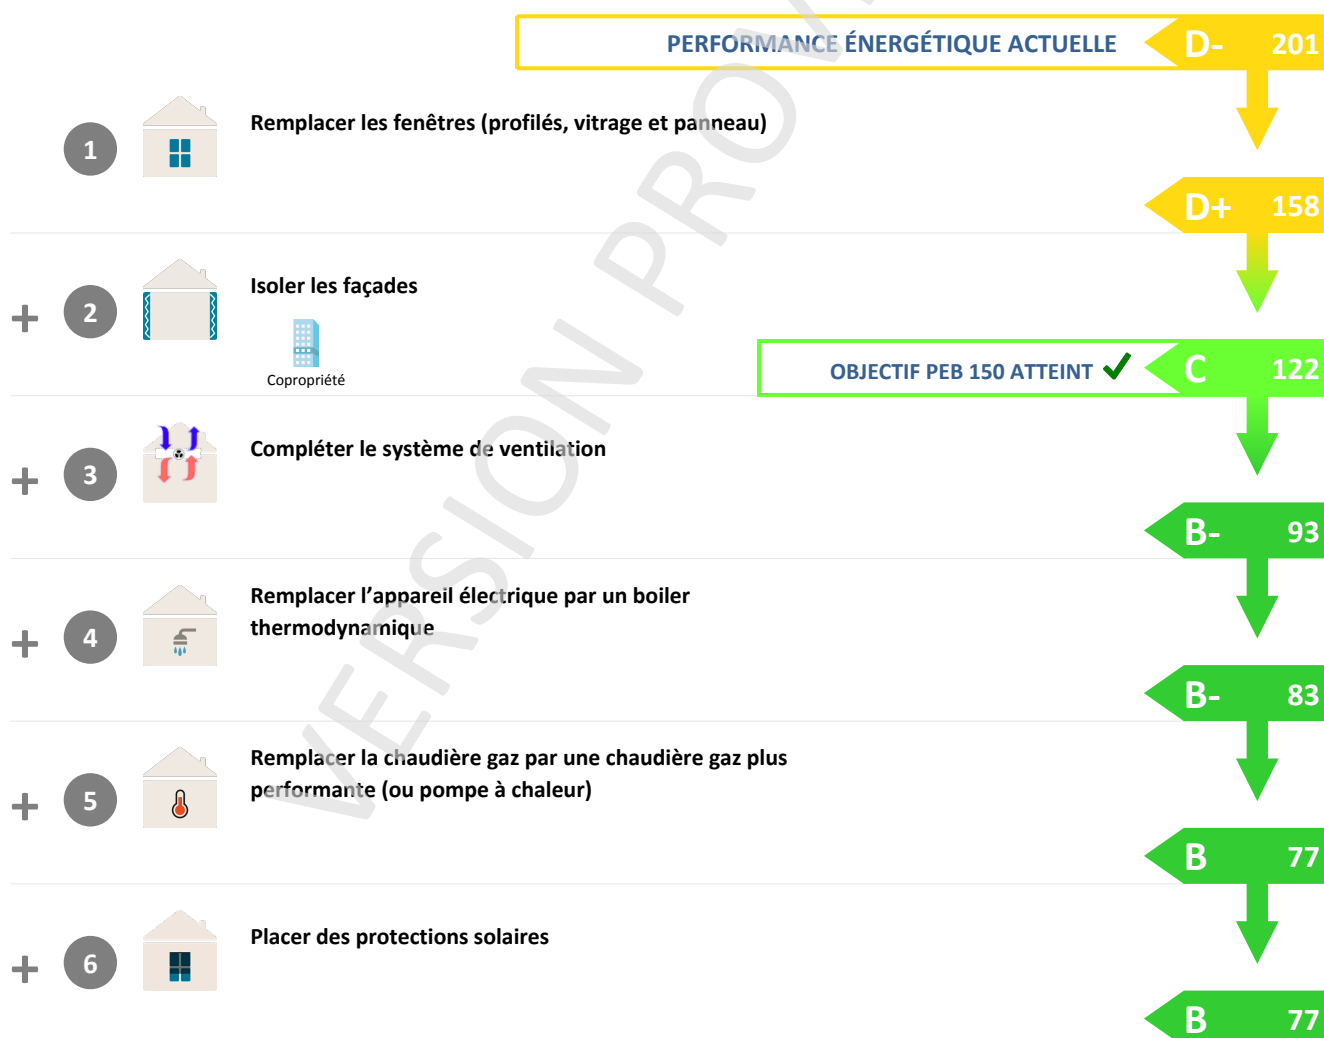 PERFORMANCE ÉNERGÉTIQUE ACTUELLE D- 201
1 Remplacer les fenêtres (profilés, vitrage et panneau)
D+ 158
+ 2 Isoler les façades
Copropriété
OBJECTIF PEB 150 ATTEINT ✔ C 122
+ 3 Compléter le système de ventilation
B- 93
+ 4 Remplacer l’appareil électrique par un boiler
thermodynamique
B- 83
+ 5 Remplacer la chaudière gaz par une chaudière gaz plus
performante (ou pompe à chaleur)
B 77
+ 6 Placer des protections solaires
B 77
VERSION PROV